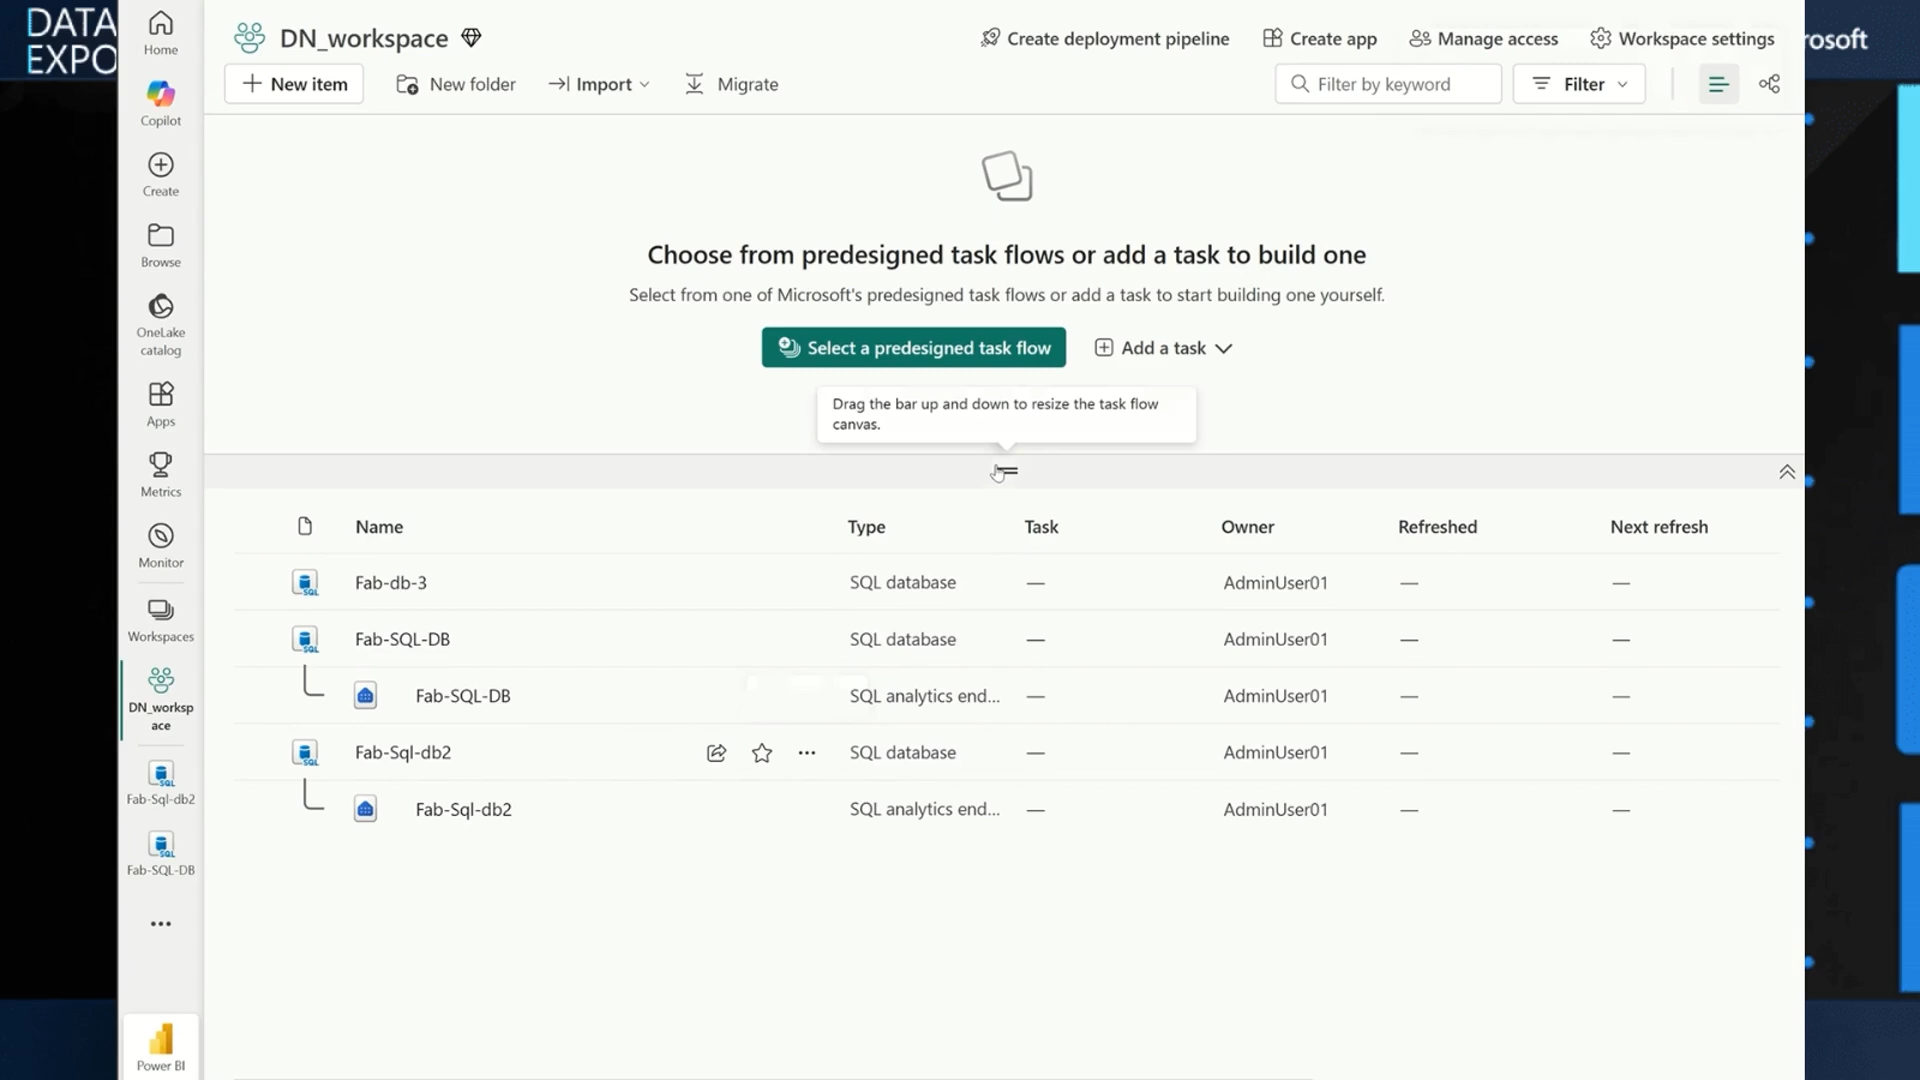 DATA
EXPO
rosoft
Home
Copilot
Create
Browse
OneLake
catalog
Apps
Metrics
Monitor
Workspaces
DN_worksp
ace
Fab-Sql-db2
Fab-SQL-DB
Power BI
DN_workspace
Create deployment pipeline
Create app
Manage access
Workspace settings
New item
New folder
Import
Migrate
Filter by keyword
Filter
Choose from predesigned task flows or add a task to build one
Select from one of Microsoft's predesigned task flows or add a task to start building one yourself.
Select a predesigned task flow
Add a task
Drag the bar up and down to resize the task flow
canvas.
Name Type Task Owner Refreshed Next refresh
Fab-db-3 SQL database — AdminUser01 — —
Fab-SQL-DB SQL database — AdminUser01 — —
Fab-SQL-DB SQL analytics end... — AdminUser01 — —
Fab-Sql-db2 SQL database — AdminUser01 — —
Fab-Sql-db2 SQL analytics end... — AdminUser01 — —